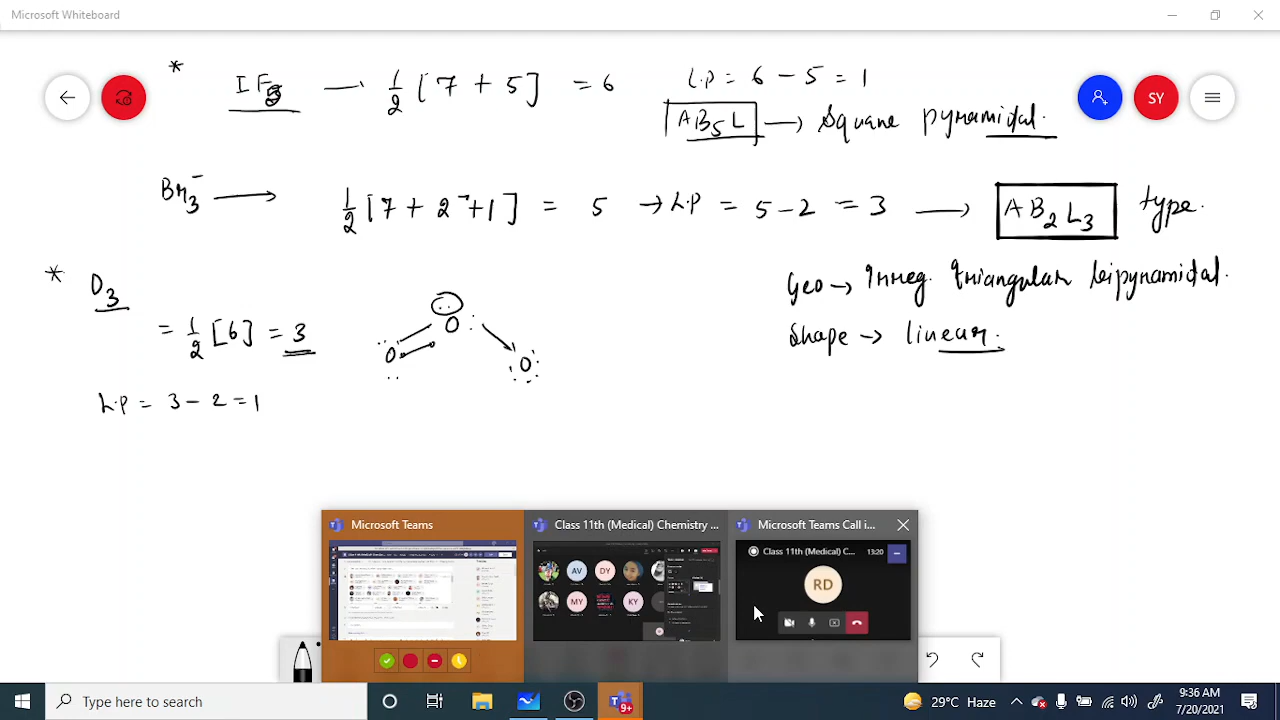 Microsoft Whiteboard
* IF5 → 1/2 [7 + 5] = 6 L.P = 6 - 5 = 1
AB5L → Square pyramidal.
SY
Br3⁻ → 1/2 [7 + 2 + 1] = 5 → L.P = 5 - 2 = 3 → AB2L3 type.
* O3
Geo → Irreg. triangular bipyramidal.
= 1/2 [6] = 3
O
O
O
Shape → linear.
L.P = 3 - 2 = 1
Microsoft Teams
Class 11th (Medical) Chemistry ...
Microsoft Teams Call i...
Class 11th (Medical) C...
13:20
AV
DY
MY
KY
RD
Type here to search
9+
29°C Haze
9:36 AM
7/20/2021